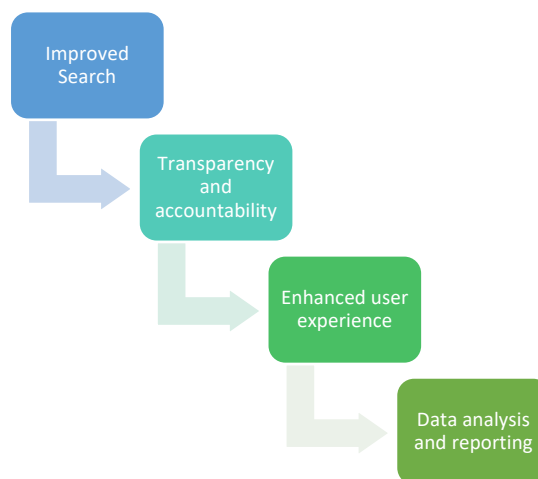 Improved
Search
Transparency
and
accountability
Enhanced user
experience
Data analysis
and reporting